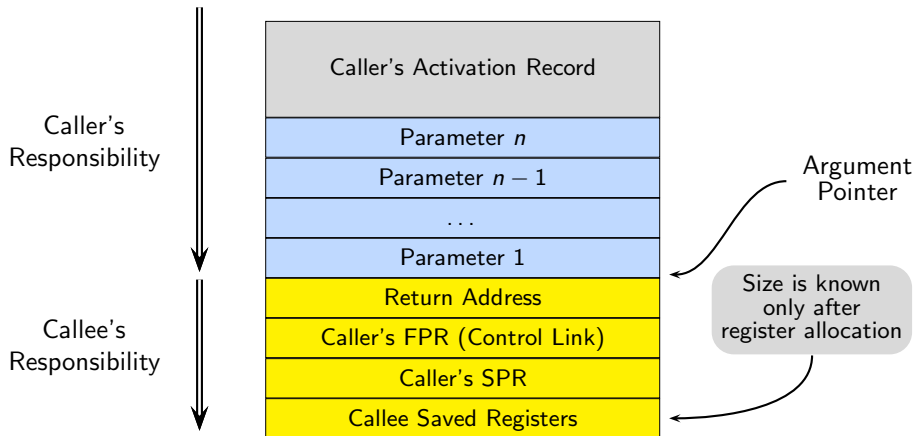 Caller's Activation Record
Caller's
Responsibility
Parameter n
Parameter n − 1
. . .
Parameter 1
Argument
Pointer
Return Address
Caller's FPR (Control Link)
Caller's SPR
Callee Saved Registers
Callee's
Responsibility
Size is known
only after
register allocation